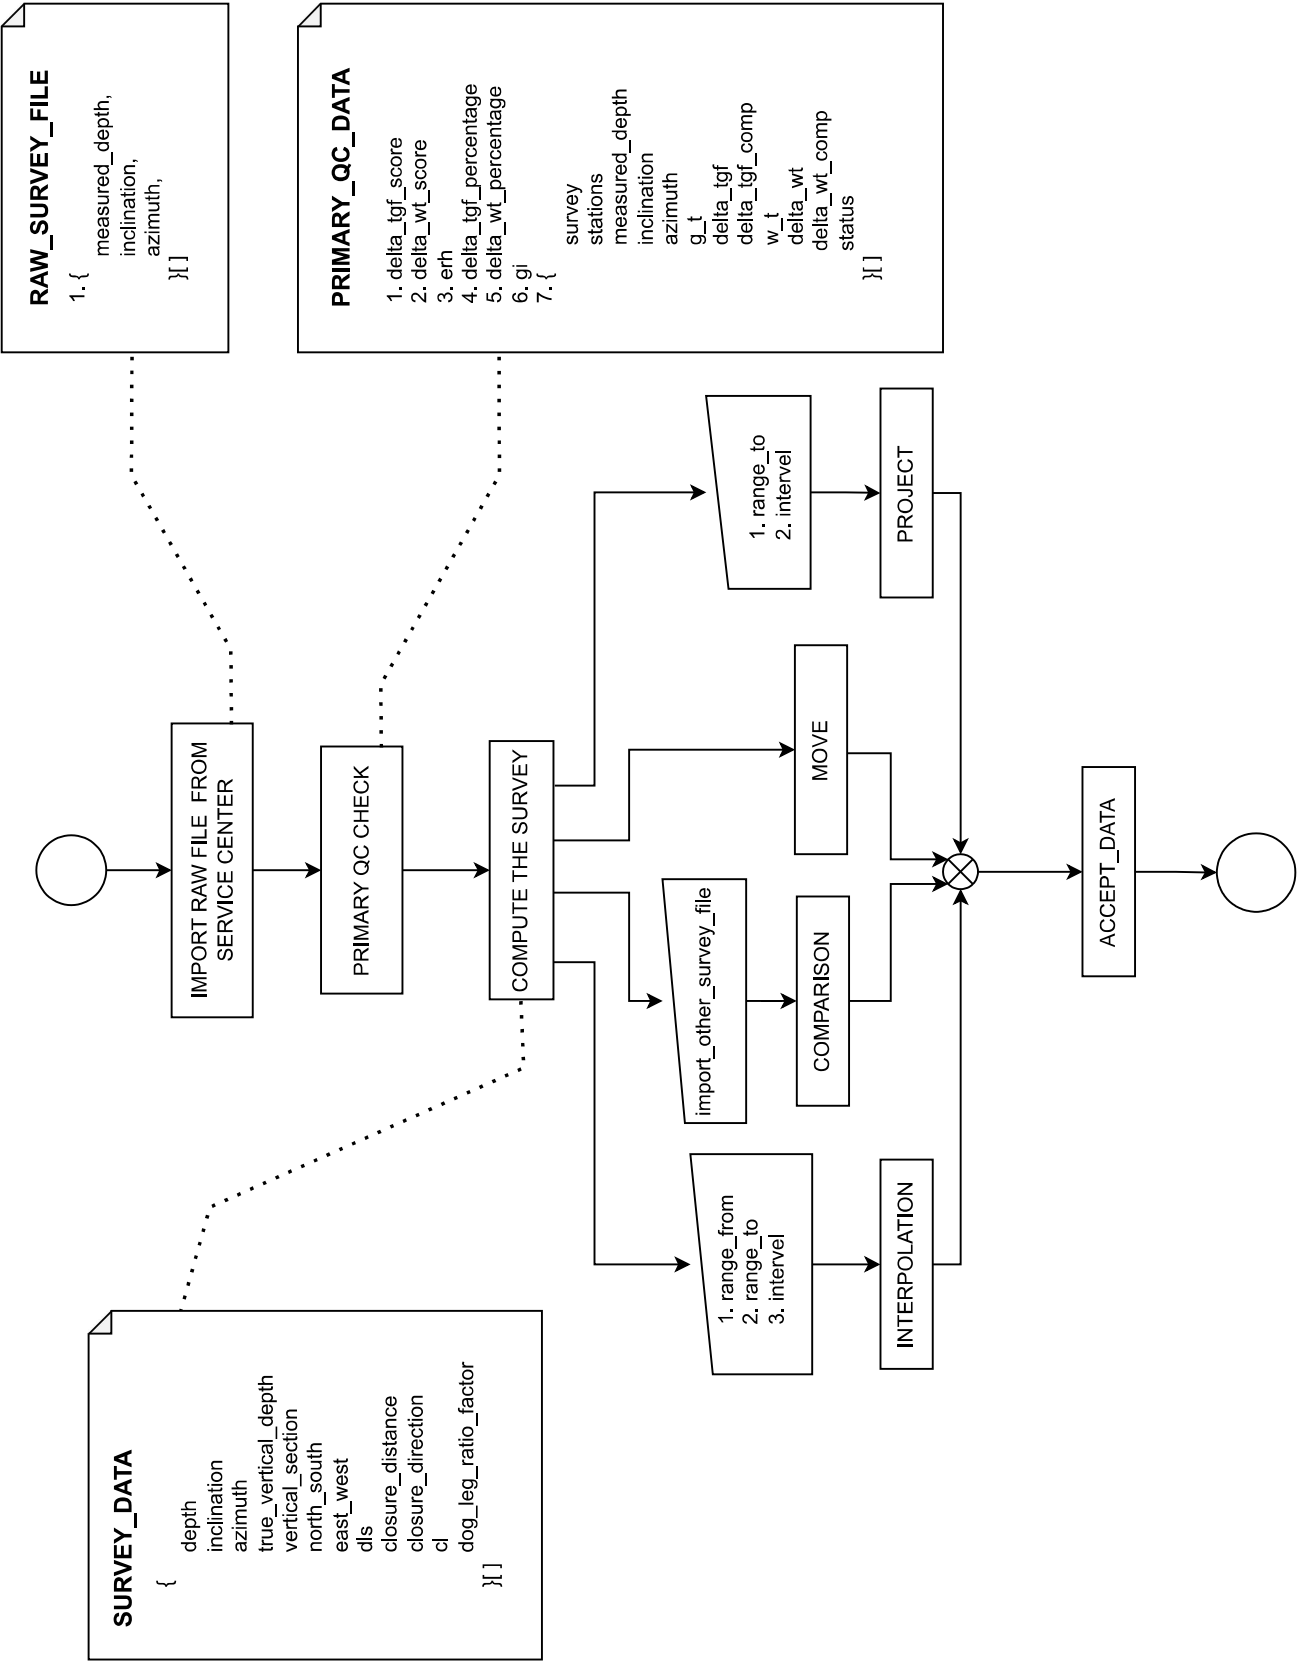 RAW_SURVEY_FILE
1. {
measured_depth,
inclination,
azimuth,
}[ ]
PRIMARY_QC_DATA
1. delta_tgf_score
2. delta_wt_score
3. erh
4. delta_tgf_percentage
5. delta_wt_percentage
6. gi
7. {
survey
stations
measured_depth
inclination
azimuth
g_t
delta_tgf
delta_tgf_comp
w_t
delta_wt
delta_wt_comp
status
}[ ]
IMPORT RAW FILE FROM
SERVICE CENTER
PRIMARY QC CHECK
COMPUTE THE SURVEY
SURVEY_DATA
{
depth
inclination
azimuth
true_vertical_depth
vertical_section
north_south
east_west
dls
closure_distance
closure_direction
cl
dog_leg_ratio_factor
}[ ]
1. range_from
2. range_to
3. intervel
import_other_survey_file
1. range_to
2. intervel
INTERPOLATION
COMPARISON
MOVE
PROJECT
ACCEPT_DATA